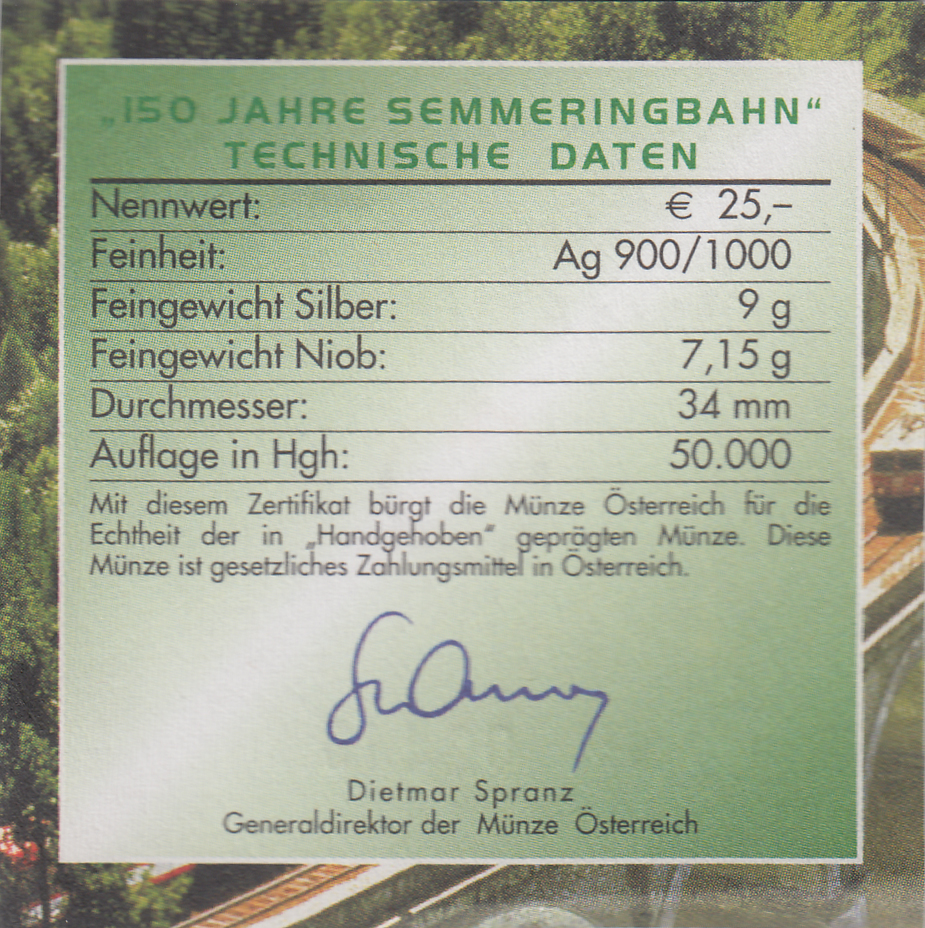 „150 JAHRE SEMMERINGBAHN“
TECHNISCHE DATEN
Nennwert: € 25,–
Feinheit: Ag 900/1000
Feingewicht Silber: 9 g
Feingewicht Niob: 7,15 g
Durchmesser: 34 mm
Auflage in Hgh: 50.000
Mit diesem Zertifikat bürgt die Münze Österreich für die
Echtheit der in „Handgehoben“ geprägten Münze. Diese
Münze ist gesetzliches Zahlungsmittel in Österreich.
Dietmar Spranz
Generaldirektor der Münze Österreich